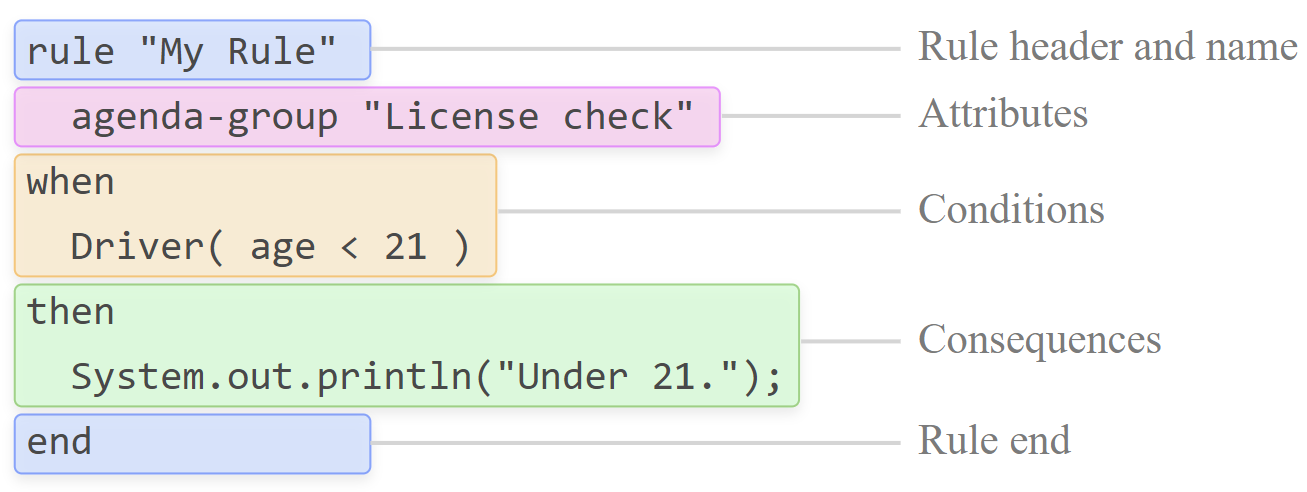 rule "My Rule"
Rule header and name
agenda-group "License check"
Attributes
when
Driver( age < 21 )
Conditions
then
System.out.println("Under 21.");
Consequences
end
Rule end